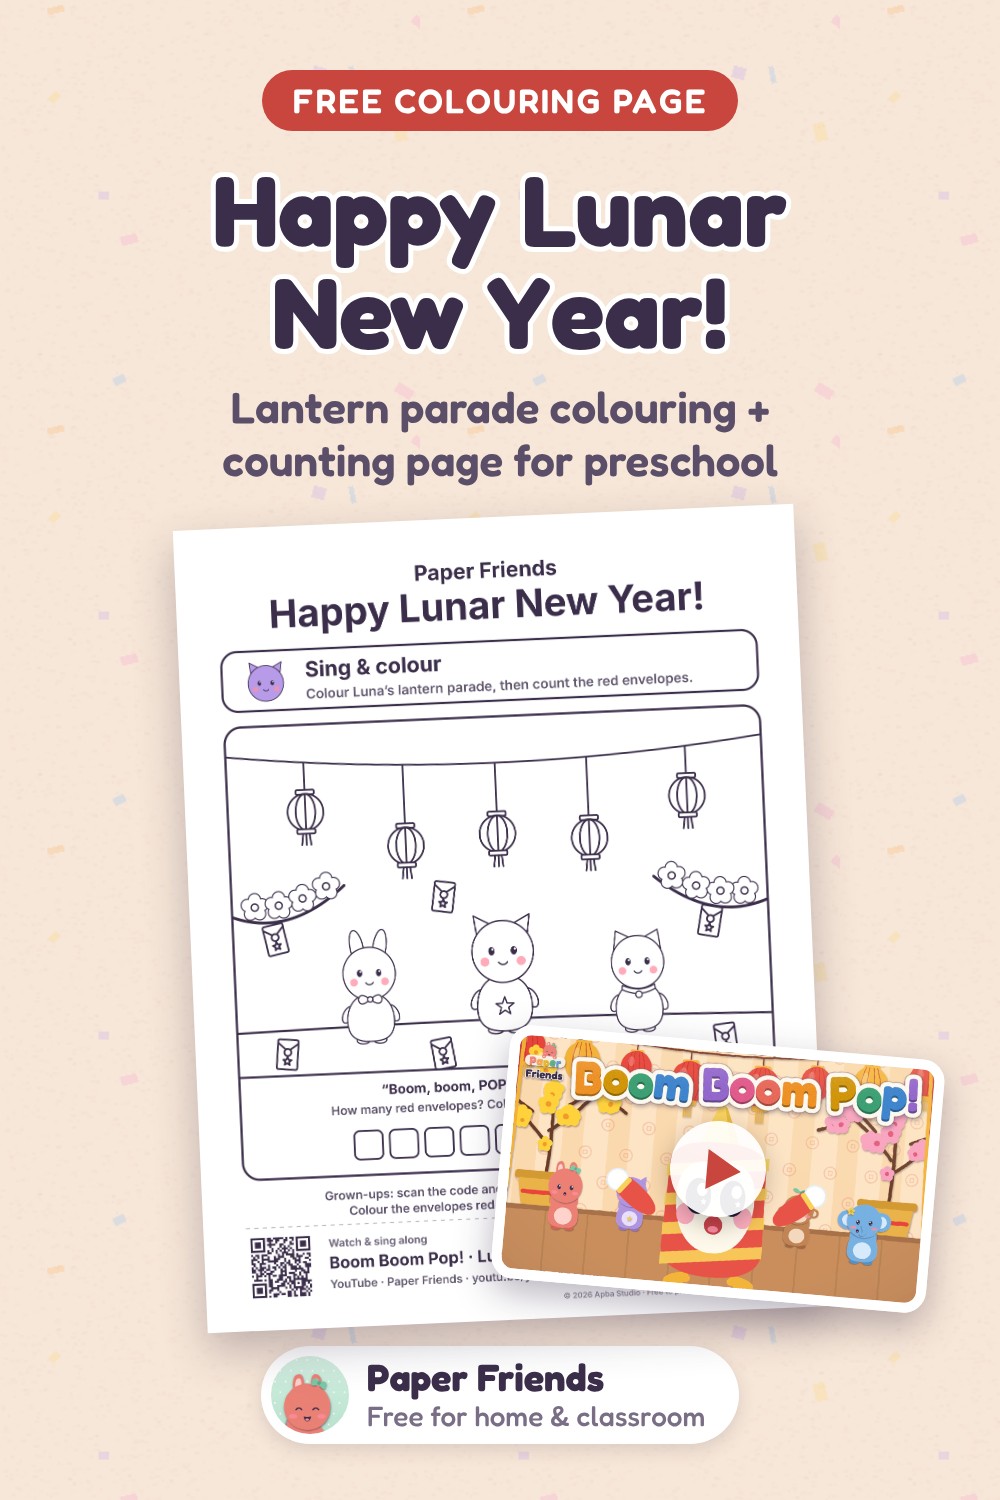 FREE COLOURING PAGE
Happy Lunar
New Year!
Lantern parade colouring +
counting page for preschool
Paper Friends
Happy Lunar New Year!
Sing & colour
Colour Luna's lantern parade, then count the red envelopes.
“Boom, boom, POP
How many red envelopes?
Grown-ups: scan the code and
Colour the envelopes red
Watch & sing along
Boom Boom Pop! ·
YouTube · Paper Friends ·
© 2026 Apba Studio ·
Paper
Friends
Boom Boom Pop!
Paper Friends
Free for home & classroom